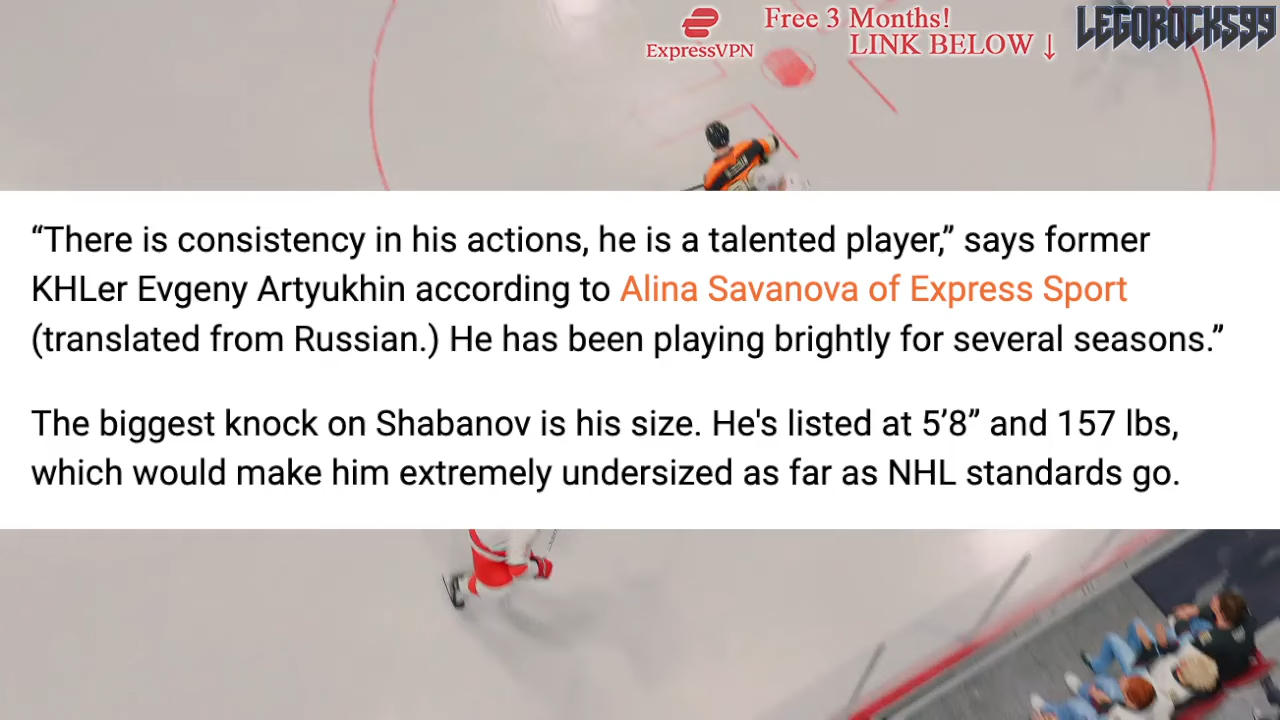 Free 3 Months!
ExpressVPN
LINK BELOW ↓
LEGOROCKS99
“There is consistency in his actions, he is a talented player,” says former
KHLer Evgeny Artyukhin according to Alina Savanova of Express Sport
(translated from Russian.) He has been playing brightly for several seasons.”
The biggest knock on Shabanov is his size. He's listed at 5’8” and 157 lbs,
which would make him extremely undersized as far as NHL standards go.